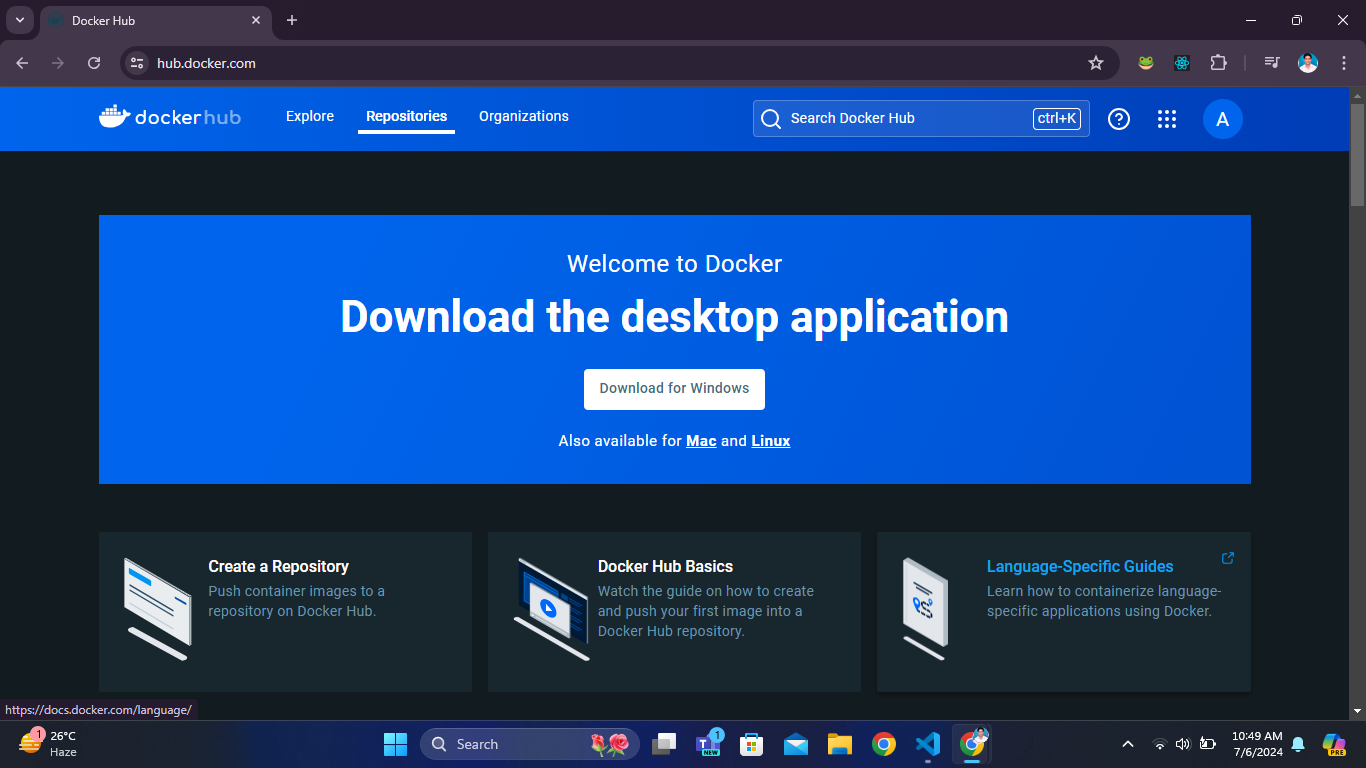 Docker Hub
hub.docker.com
dockerhub
Explore
Repositories
Organizations
Search Docker Hub
ctrl+K
A
Welcome to Docker
Download the desktop application
Download for Windows
Also available for Mac and Linux
Create a Repository
Push container images to a
repository on Docker Hub.
Docker Hub Basics
Watch the guide on how to create
and push your first image into a
Docker Hub repository.
Language-Specific Guides
Learn how to containerize language-
specific applications using Docker.
https://docs.docker.com/language/
1
26°C
Haze
Search
T
1
NEW
10:49 AM
7/6/2024
PRE